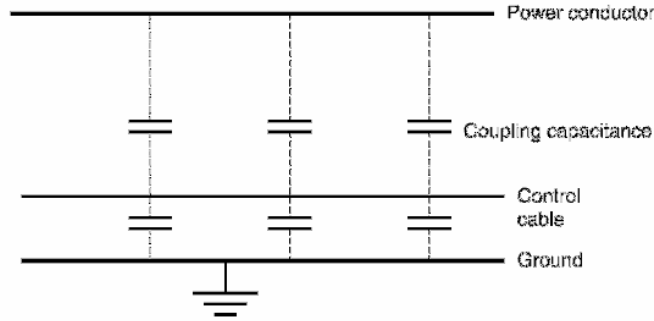 Power conductor
Coupling capacitance
Control
cable
Ground